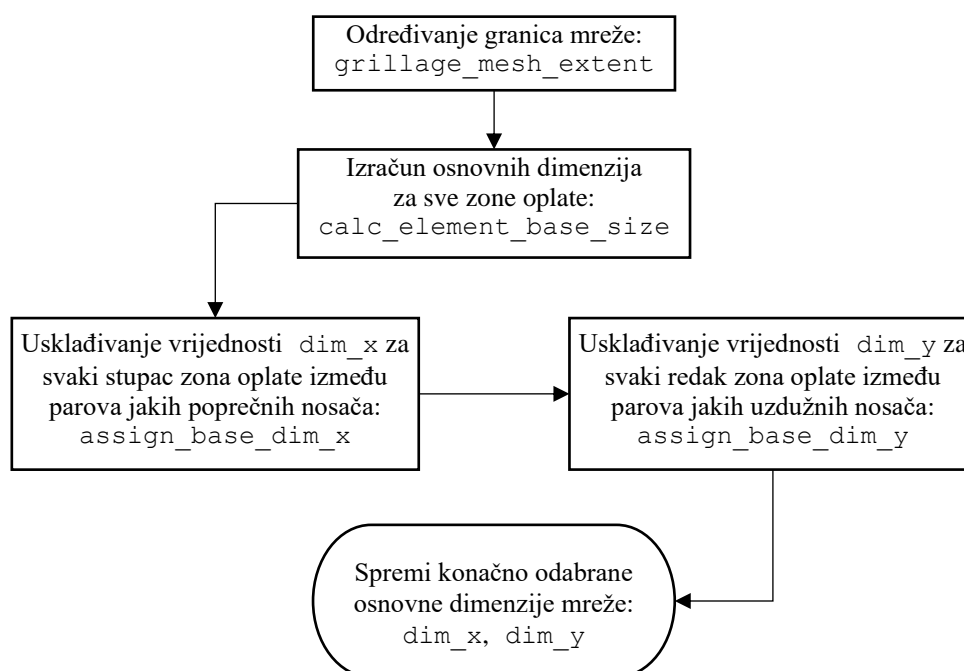 Određivanje granica mreže:
grillage_mesh_extent
Izračun osnovnih dimenzija
za sve zone oplate:
calc_element_base_size
Usklađivanje vrijednosti dim_x za
svaki stupac zona oplate između
parova jakih poprečnih nosača:
assign_base_dim_x
Usklađivanje vrijednosti dim_y za
svaki redak zona oplate između
parova jakih uzdužnih nosača:
assign_base_dim_y
Spremi konačno odabrane
osnovne dimenzije mreže:
dim_x, dim_y